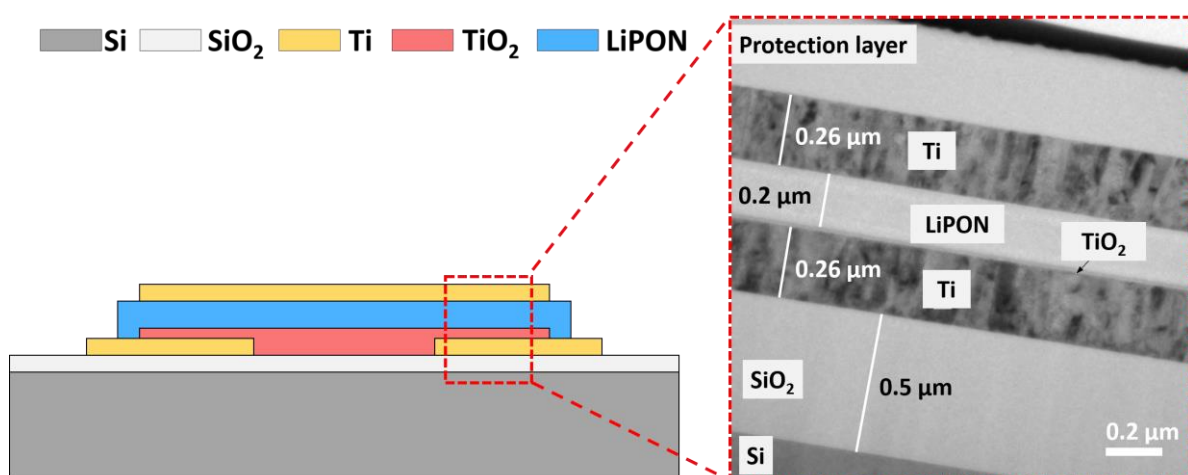 Si SiO₂ Ti TiO₂ LiPON
Protection layer
0.26 μm
Ti
0.2 μm
LiPON
TiO₂
0.26 μm
Ti
SiO₂
0.5 μm
0.2 μm
Si